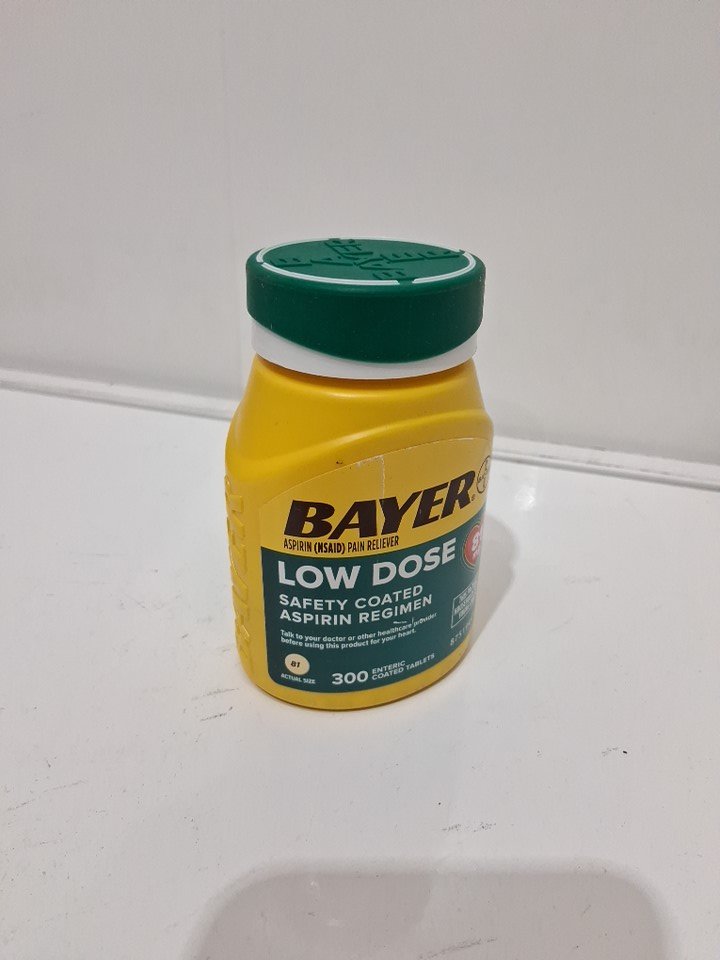 BAYER®
ASPIRIN (NSAID) PAIN RELIEVER
LOW DOSE
SAFETY COATED
ASPIRIN REGIMEN
Talk to your doctor or other healthcare provider
before using this product for your heart.
81
ACTUAL SIZE
300 ENTERIC
COATED TABLETS